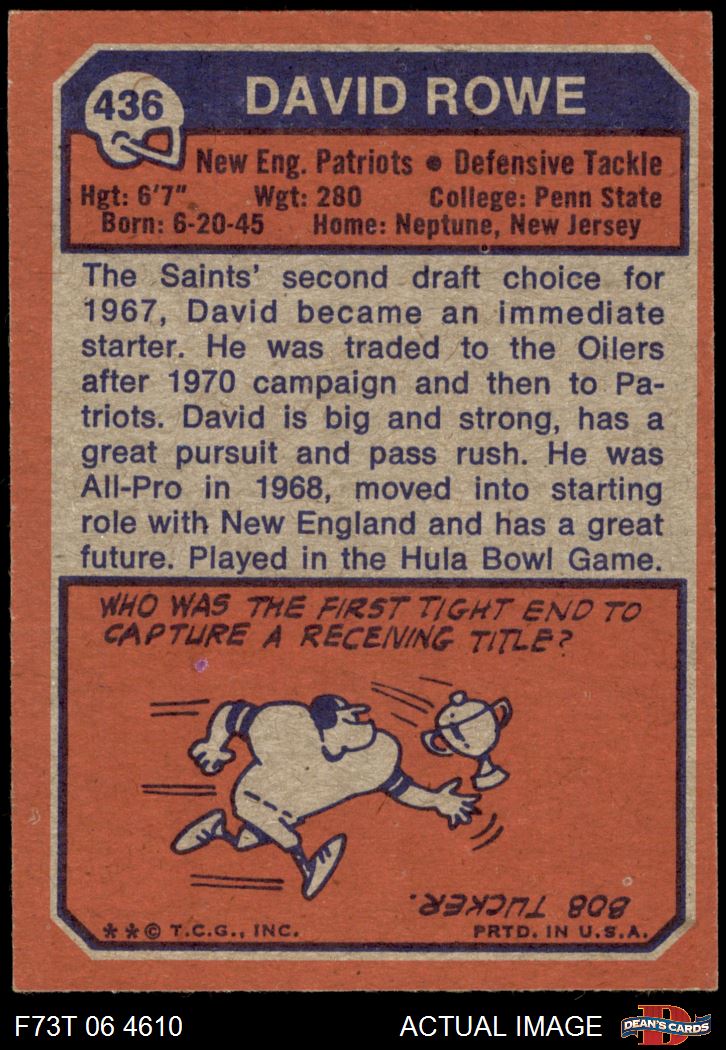 436
DAVID ROWE
New Eng. Patriots • Defensive Tackle
Hgt: 6'7" Wgt: 280 College: Penn State
Born: 6-20-45 Home: Neptune, New Jersey
The Saints' second draft choice for
1967, David became an immediate
starter. He was traded to the Oilers
after 1970 campaign and then to Pa-
triots. David is big and strong, has a
great pursuit and pass rush. He was
All-Pro in 1968, moved into starting
role with New England and has a great
future. Played in the Hula Bowl Game.
WHO WAS THE FIRST TIGHT END TO
CAPTURE A RECEIVING TITLE?
BOB TUCKER.
**© T.C.G., INC. PRTD. IN U.S.A.
F73T 06 4610 ACTUAL IMAGE D DEAN'S CARDS